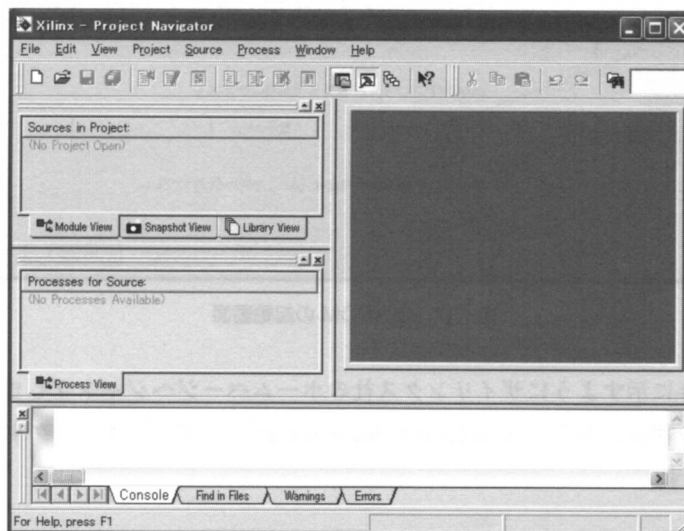 Xilinx - Project Navigator
File Edit View Project Source Process Window Help
Sources in Project:
(No Project Open)
Module View Snapshot View Library View
Processes for Source:
(No Processes Available)
Process View
Console Find in Files Warnings Errors
For Help, press F1